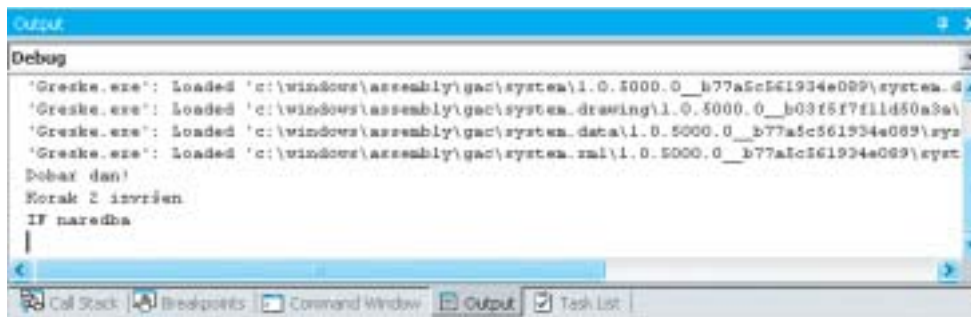 Output
Debug
'Greske.exe': Loaded 'c:\windows\assembly\gac\system\1.0.5000.0__b77a5c561934e089\system.d
'Greske.exe': Loaded 'c:\windows\assembly\gac\system.drawing\1.0.5000.0__b03f5f7f11d50a3a\
'Greske.exe': Loaded 'c:\windows\assembly\gac\system.data\1.0.5000.0__b77a5c561934e089\sys
'Greske.exe': Loaded 'c:\windows\assembly\gac\system.xml\1.0.5000.0__b77a5c561934e089\syst
Dobar dan!
Korak 2 izvršen
IF naredba
Call Stack Breakpoints Command Window Output Task List